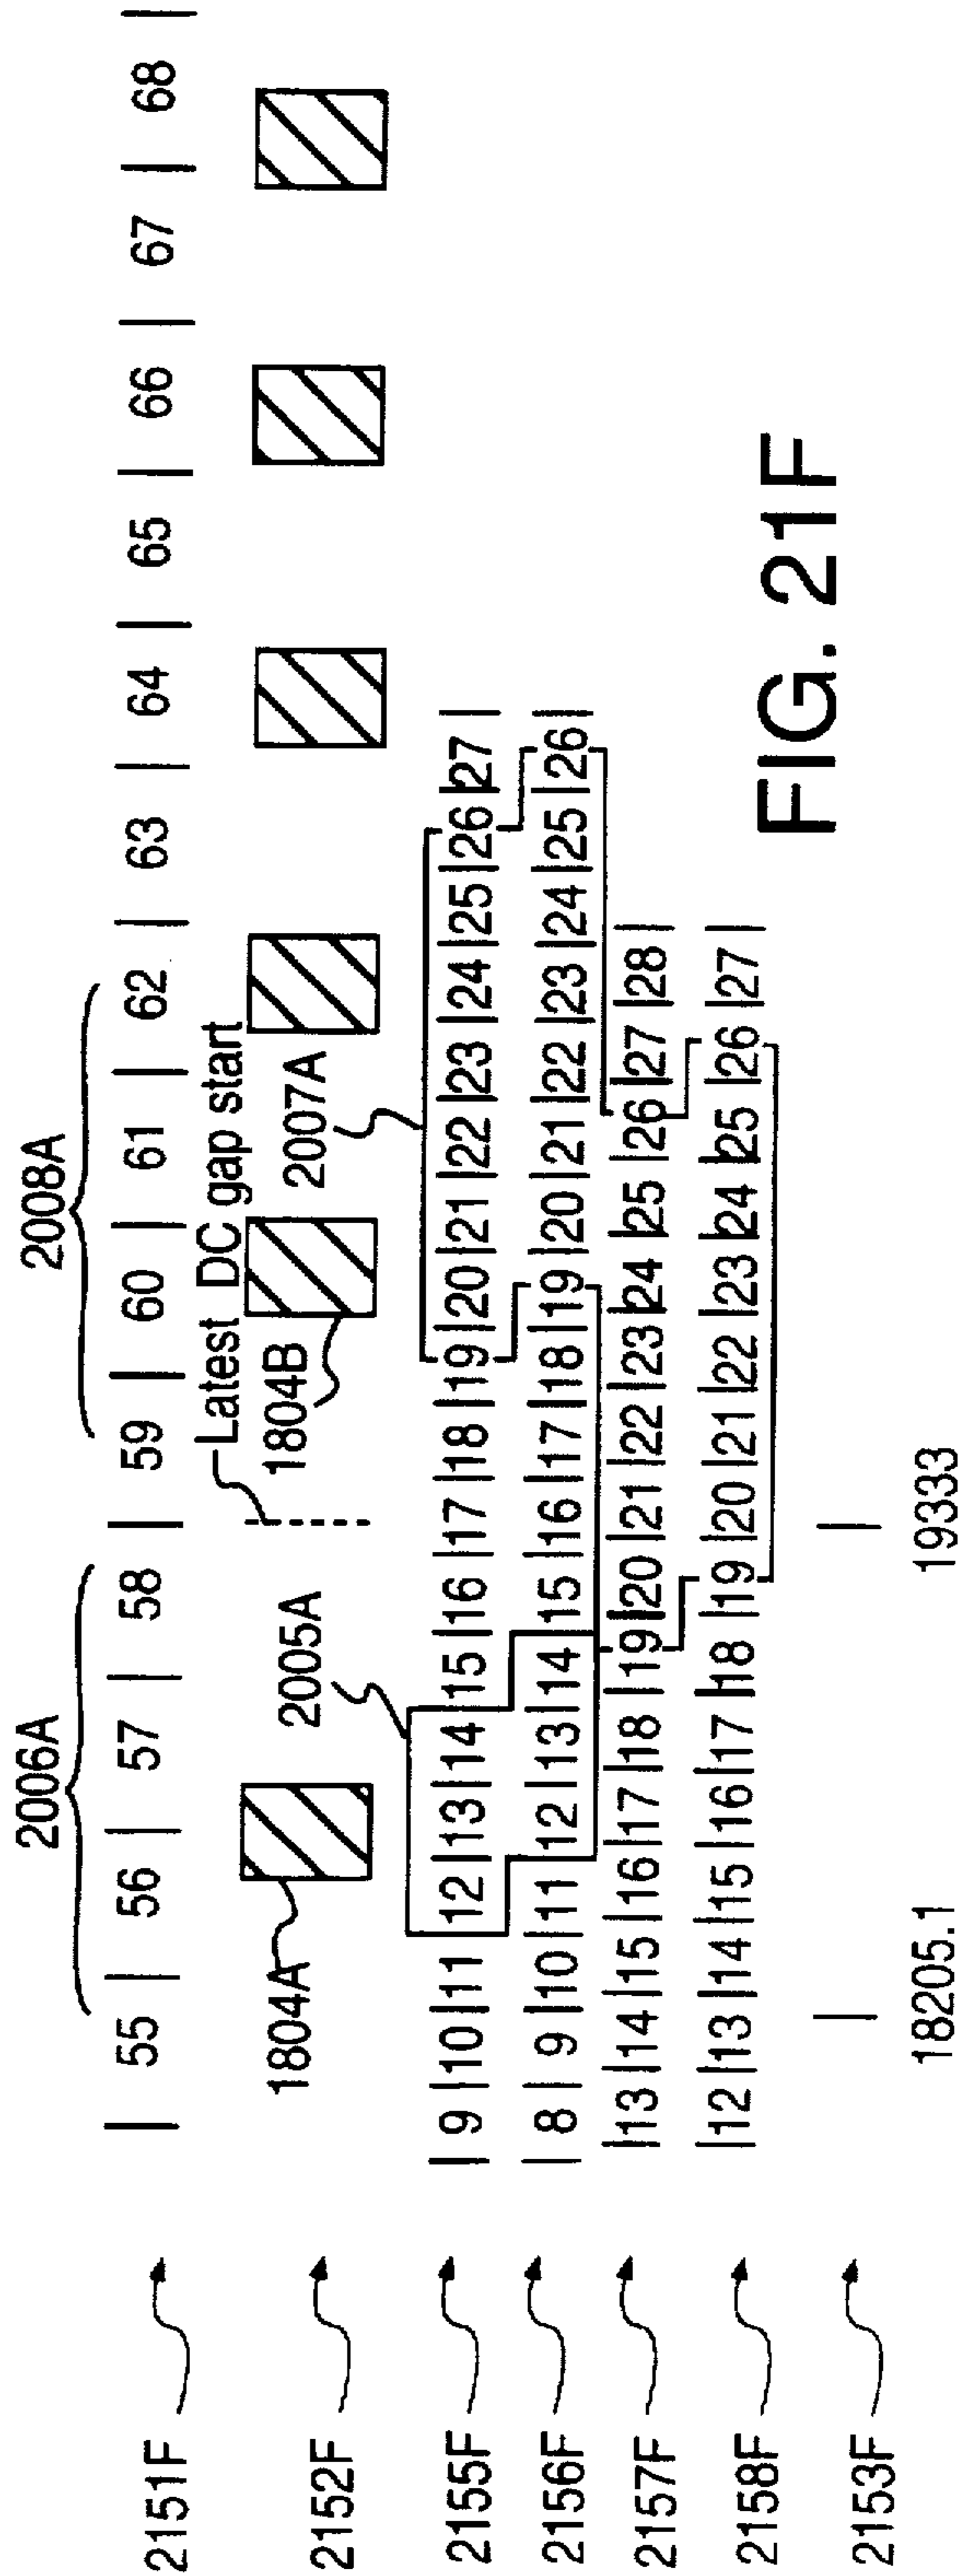 2006A 2008A
2151F 55 | 56 | 57 | 58 | 59 | 60 | 61 | 62 | 63 | 64 | 65 | 66 | 67 | 68
Latest DC gap start
2152F 1804A 1804B
2005A 2007A
2155F | 9 | 10 | 11 | 12 | 13 | 14 | 15 | 16 | 17 | 18 | 19 | 20 | 21 | 22 | 23 | 24 | 25 | 26 | 27 |
2156F | 8 | 9 | 10 | 11 | 12 | 13 | 14 | 15 | 16 | 17 | 18 | 19 | 20 | 21 | 22 | 23 | 24 | 25 | 26 |
2157F | 13 | 14 | 15 | 16 | 17 | 18 | 19 | 20 | 21 | 22 | 23 | 24 | 25 | 26 | 27 | 28 |
2158F | 12 | 13 | 14 | 15 | 16 | 17 | 18 | 19 | 20 | 21 | 22 | 23 | 24 | 25 | 26 | 27 |
2153F
18205.1 19333
FIG. 21F